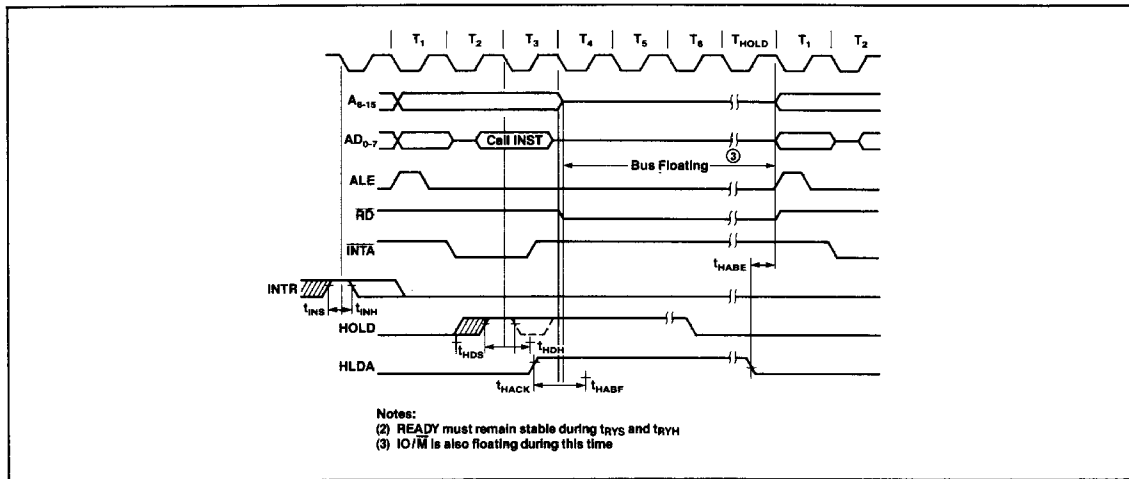 T1 T2 T3 T4 T5 T6 THOLD T1 T2
A8-15
AD0-7 Call INST
Bus Floating ③
ALE
RD
INTA
tHABE
INTR
tINS tINH
HOLD
tHDS tHDH
HLDA
tHACK tHABF
Notes:
(2) READY must remain stable during tRYS and tRYH
(3) IO/M̅ is also floating during this time